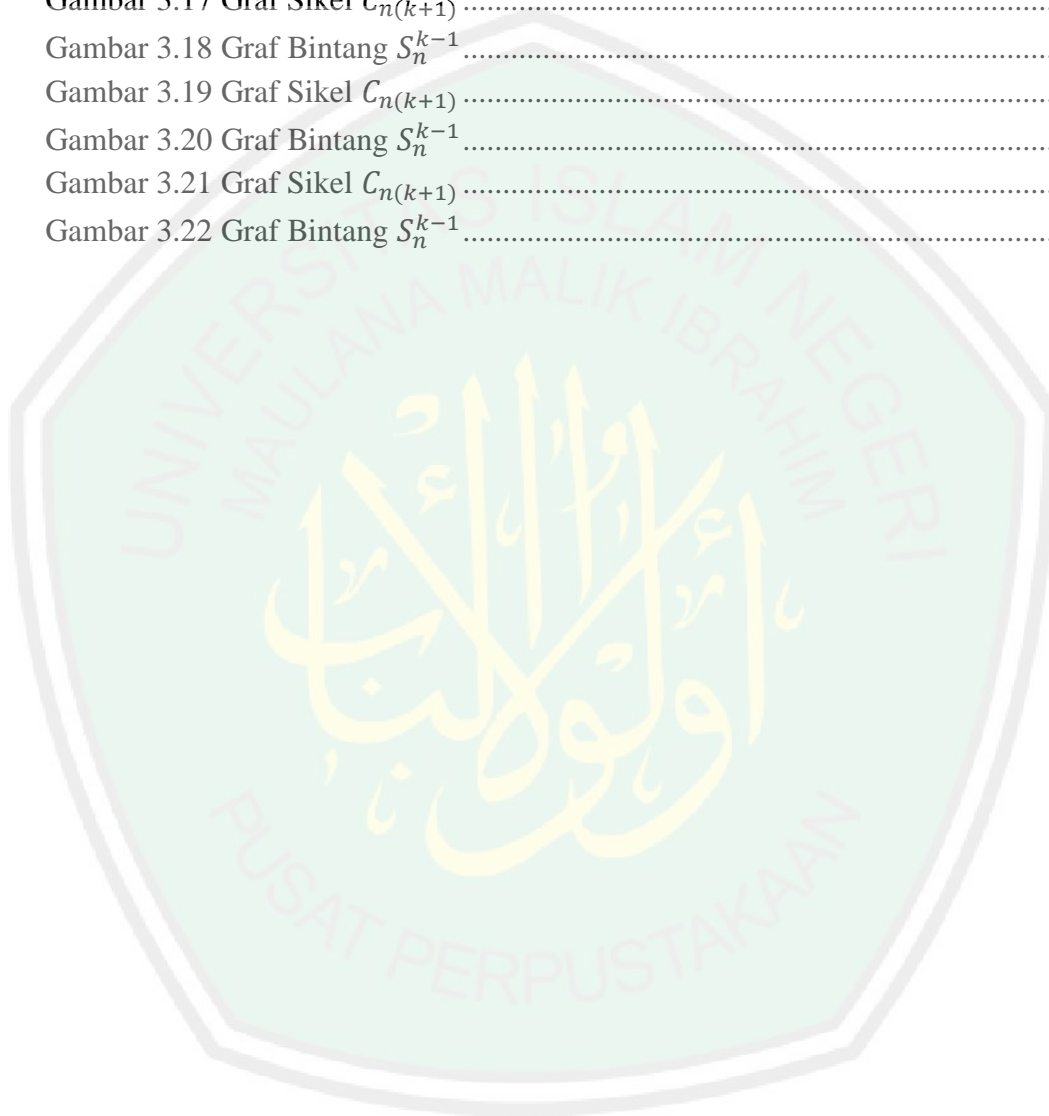 Gambar 3.17 Graf Sikel C_{n(k+1)} ........................................................................
Gambar 3.18 Graf Bintang S_n^{k−1} ........................................................................
Gambar 3.19 Graf Sikel C_{n(k+1)} ........................................................................
Gambar 3.20 Graf Bintang S_n^{k−1} ........................................................................
Gambar 3.21 Graf Sikel C_{n(k+1)} ........................................................................
Gambar 3.22 Graf Bintang S_n^{k−1} ........................................................................
UNIVERSITAS ISLAM NEGERI
MAULANA MALIK IBRAHIM
أولوا الألباب
PUSAT PERPUSTAKAAN